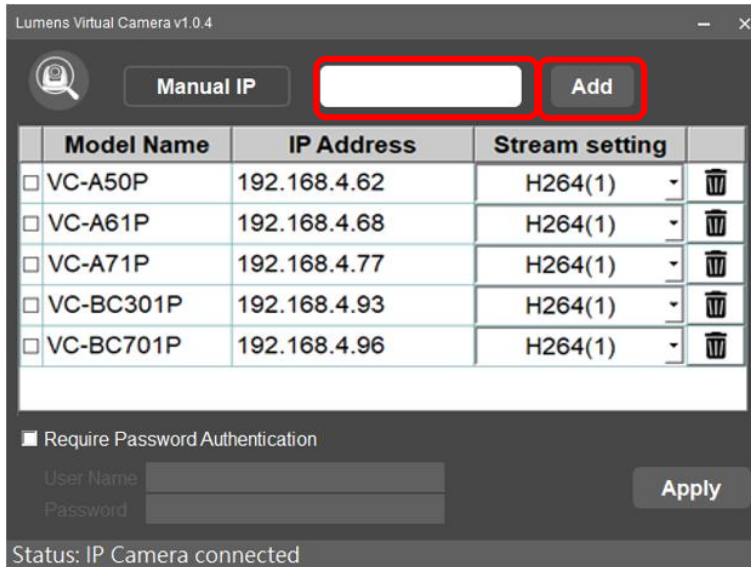 Lumens Virtual Camera v1.0.4
Manual IP Add
Model Name IP Address Stream setting
VC-A50P 192.168.4.62 H264(1)
VC-A61P 192.168.4.68 H264(1)
VC-A71P 192.168.4.77 H264(1)
VC-BC301P 192.168.4.93 H264(1)
VC-BC701P 192.168.4.96 H264(1)
Require Password Authentication
User Name
Password
Apply
Status: IP Camera connected